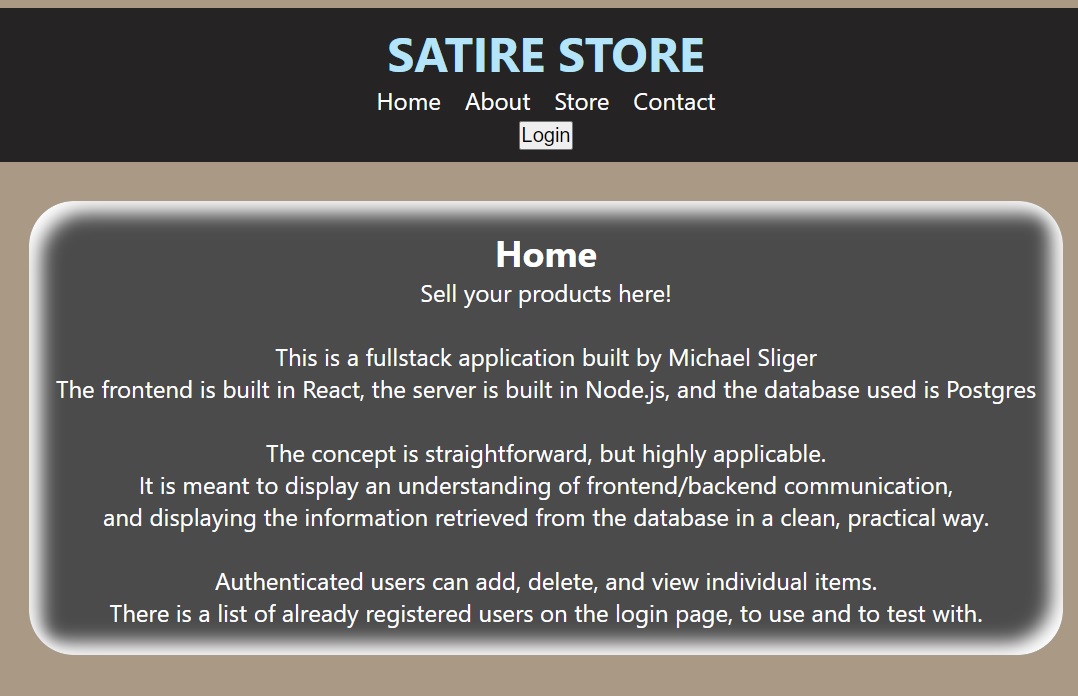 SATIRE STORE
Home About Store Contact
Login
Home
Sell your products here!
This is a fullstack application built by Michael Sliger
The frontend is built in React, the server is built in Node.js, and the database used is Postgres
The concept is straightforward, but highly applicable.
It is meant to display an understanding of frontend/backend communication,
and displaying the information retrieved from the database in a clean, practical way.
Authenticated users can add, delete, and view individual items.
There is a list of already registered users on the login page, to use and to test with.